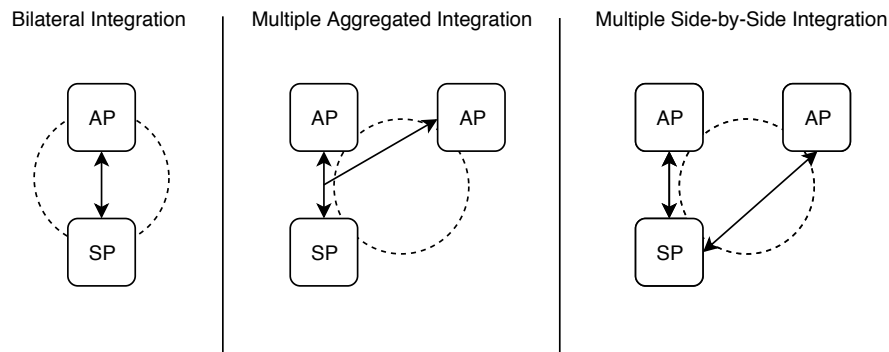 Bilateral Integration
Multiple Aggregated Integration
Multiple Side-by-Side Integration
AP
AP
AP
AP
AP
SP
SP
SP